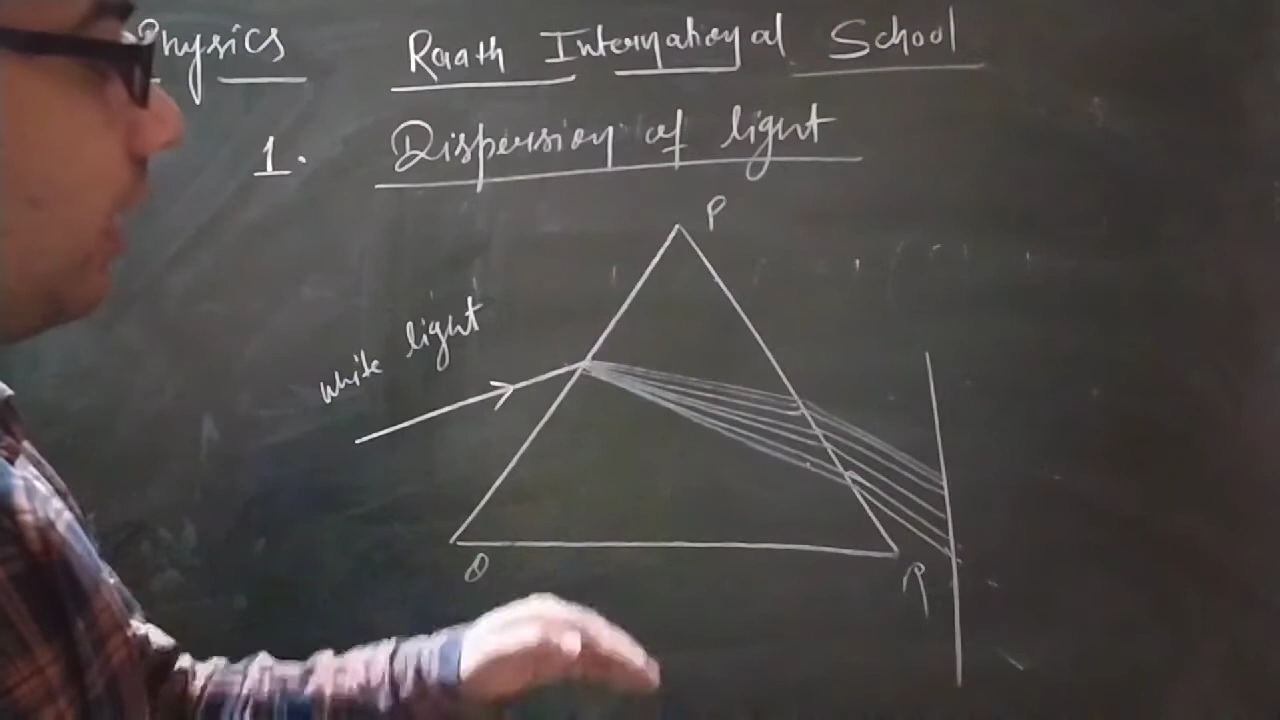 Physics Raath International School
1. Dispersion of light
P
white light
Q
R